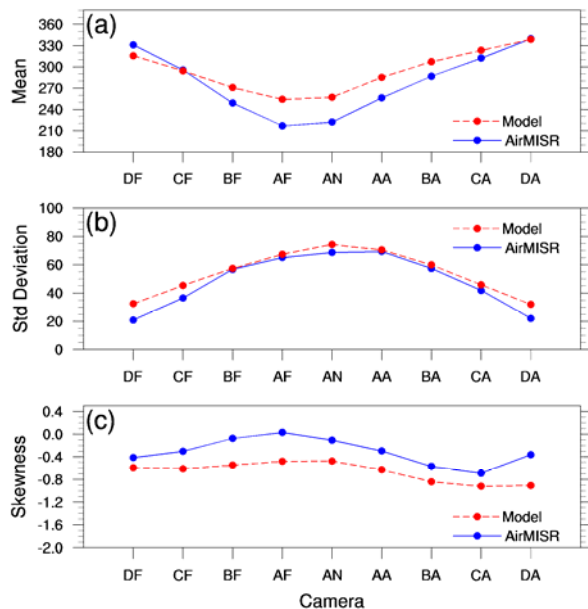 (a)
Mean
360
330
300
270
240
210
180
Model
AirMISR
DF CF BF AF AN AA BA CA DA
(b)
Std Deviation
100
80
60
40
20
0
Model
AirMISR
DF CF BF AF AN AA BA CA DA
(c)
Skewness
0.4
0.0
-0.4
-0.8
-1.2
-1.6
-2.0
Model
AirMISR
DF CF BF AF AN AA BA CA DA
Camera